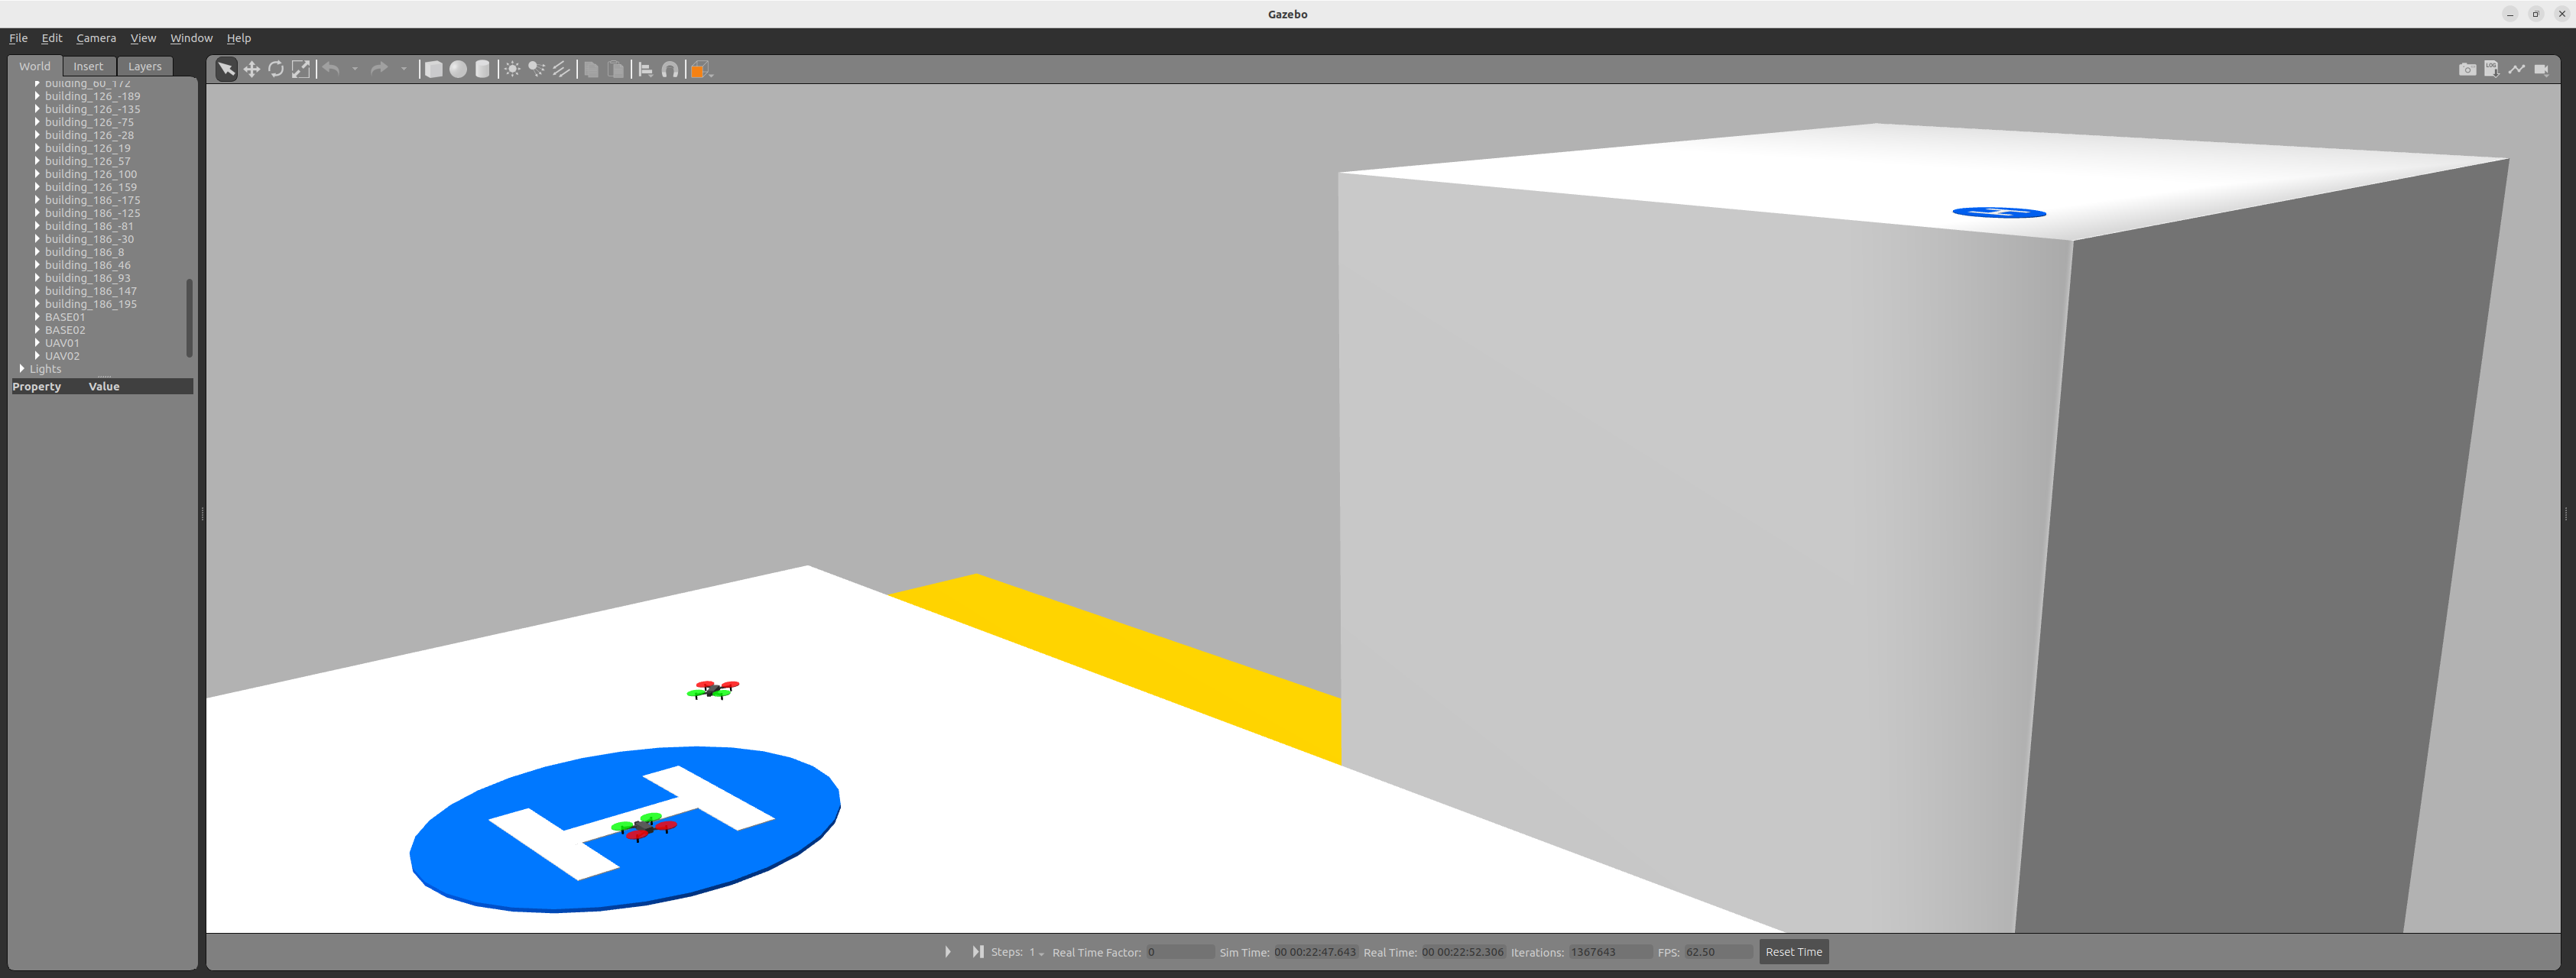 Gazebo
File Edit Camera View Window Help
World Insert Layers
building_60_172
building_126_-189
building_126_-135
building_126_-75
building_126_-28
building_126_19
building_126_57
building_126_100
building_126_159
building_186_-175
building_186_-125
building_186_-81
building_186_-30
building_186_8
building_186_46
building_186_93
building_186_147
building_186_195
BASE01
BASE02
UAV01
UAV02
Lights
Property Value
LOG
H
H
Steps: 1 Real Time Factor: 0 Sim Time: 00 00:22:47.643 Real Time: 00 00:22:52.306 Iterations: 1367643 FPS: 62.50 Reset Time